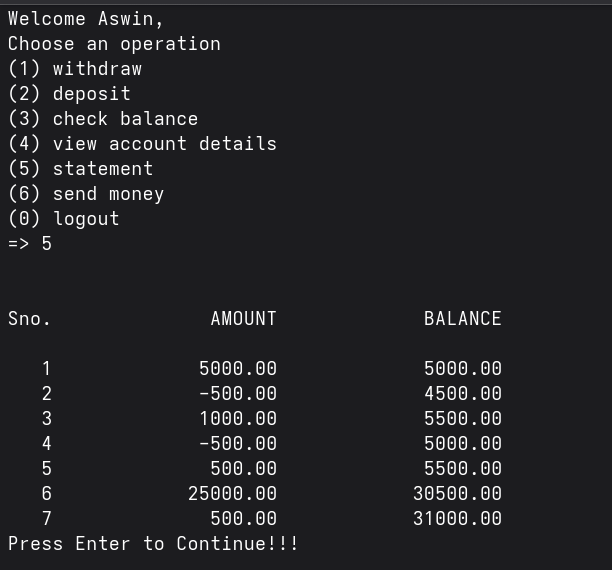 Welcome Aswin,
Choose an operation
(1) withdraw
(2) deposit
(3) check balance
(4) view account details
(5) statement
(6) send money
(0) logout
=> 5
Sno. AMOUNT BALANCE
1 5000.00 5000.00
2 -500.00 4500.00
3 1000.00 5500.00
4 -500.00 5000.00
5 500.00 5500.00
6 25000.00 30500.00
7 500.00 31000.00
Press Enter to Continue!!!